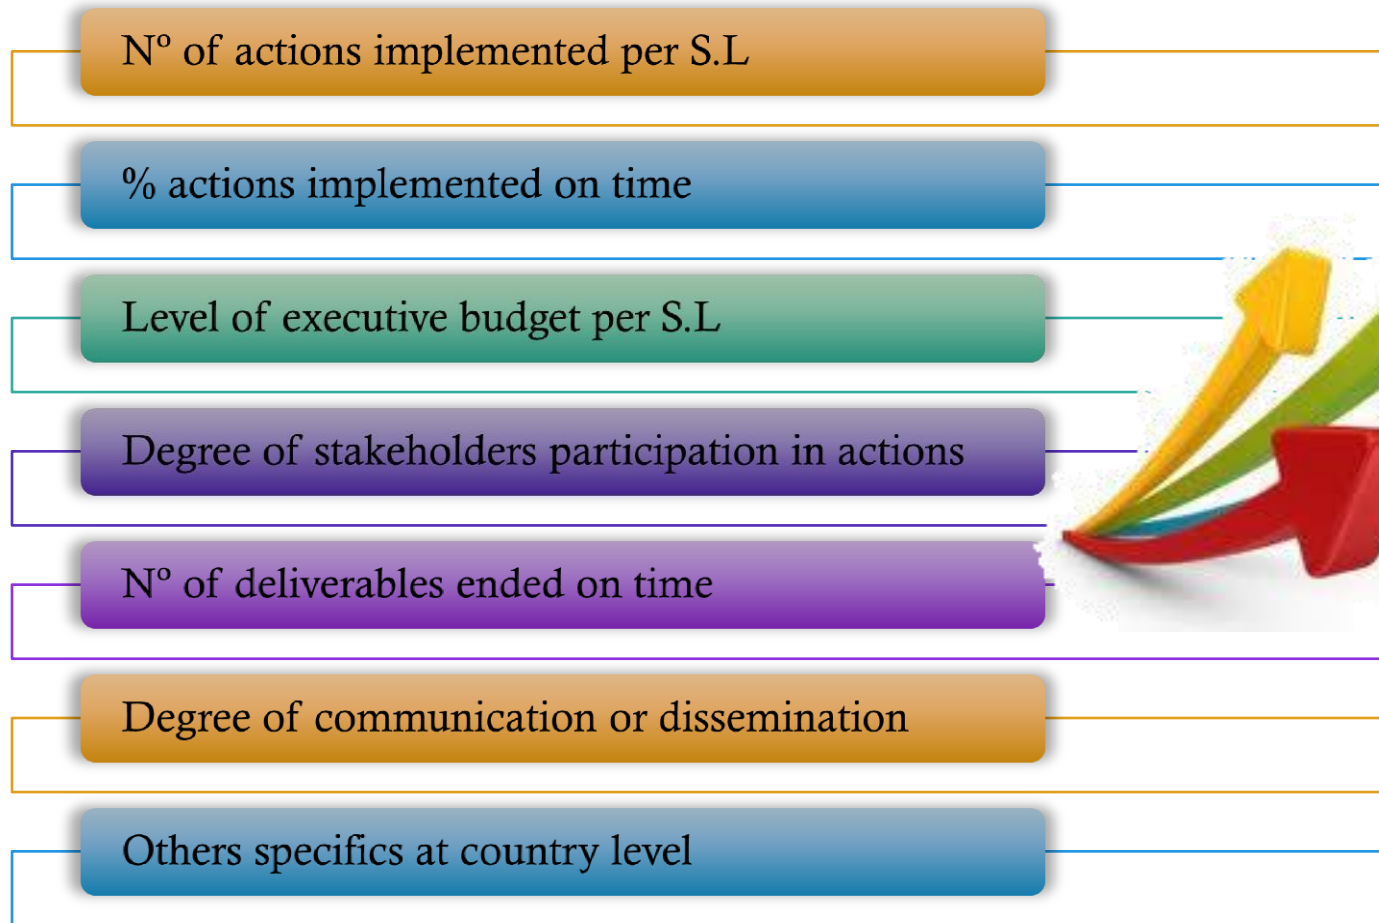 Nº of actions implemented per S.L
% actions implemented on time
Level of executive budget per S.L
Degree of stakeholders participation in actions
Nº of deliverables ended on time
Degree of communication or dissemination
Others specifics at country level